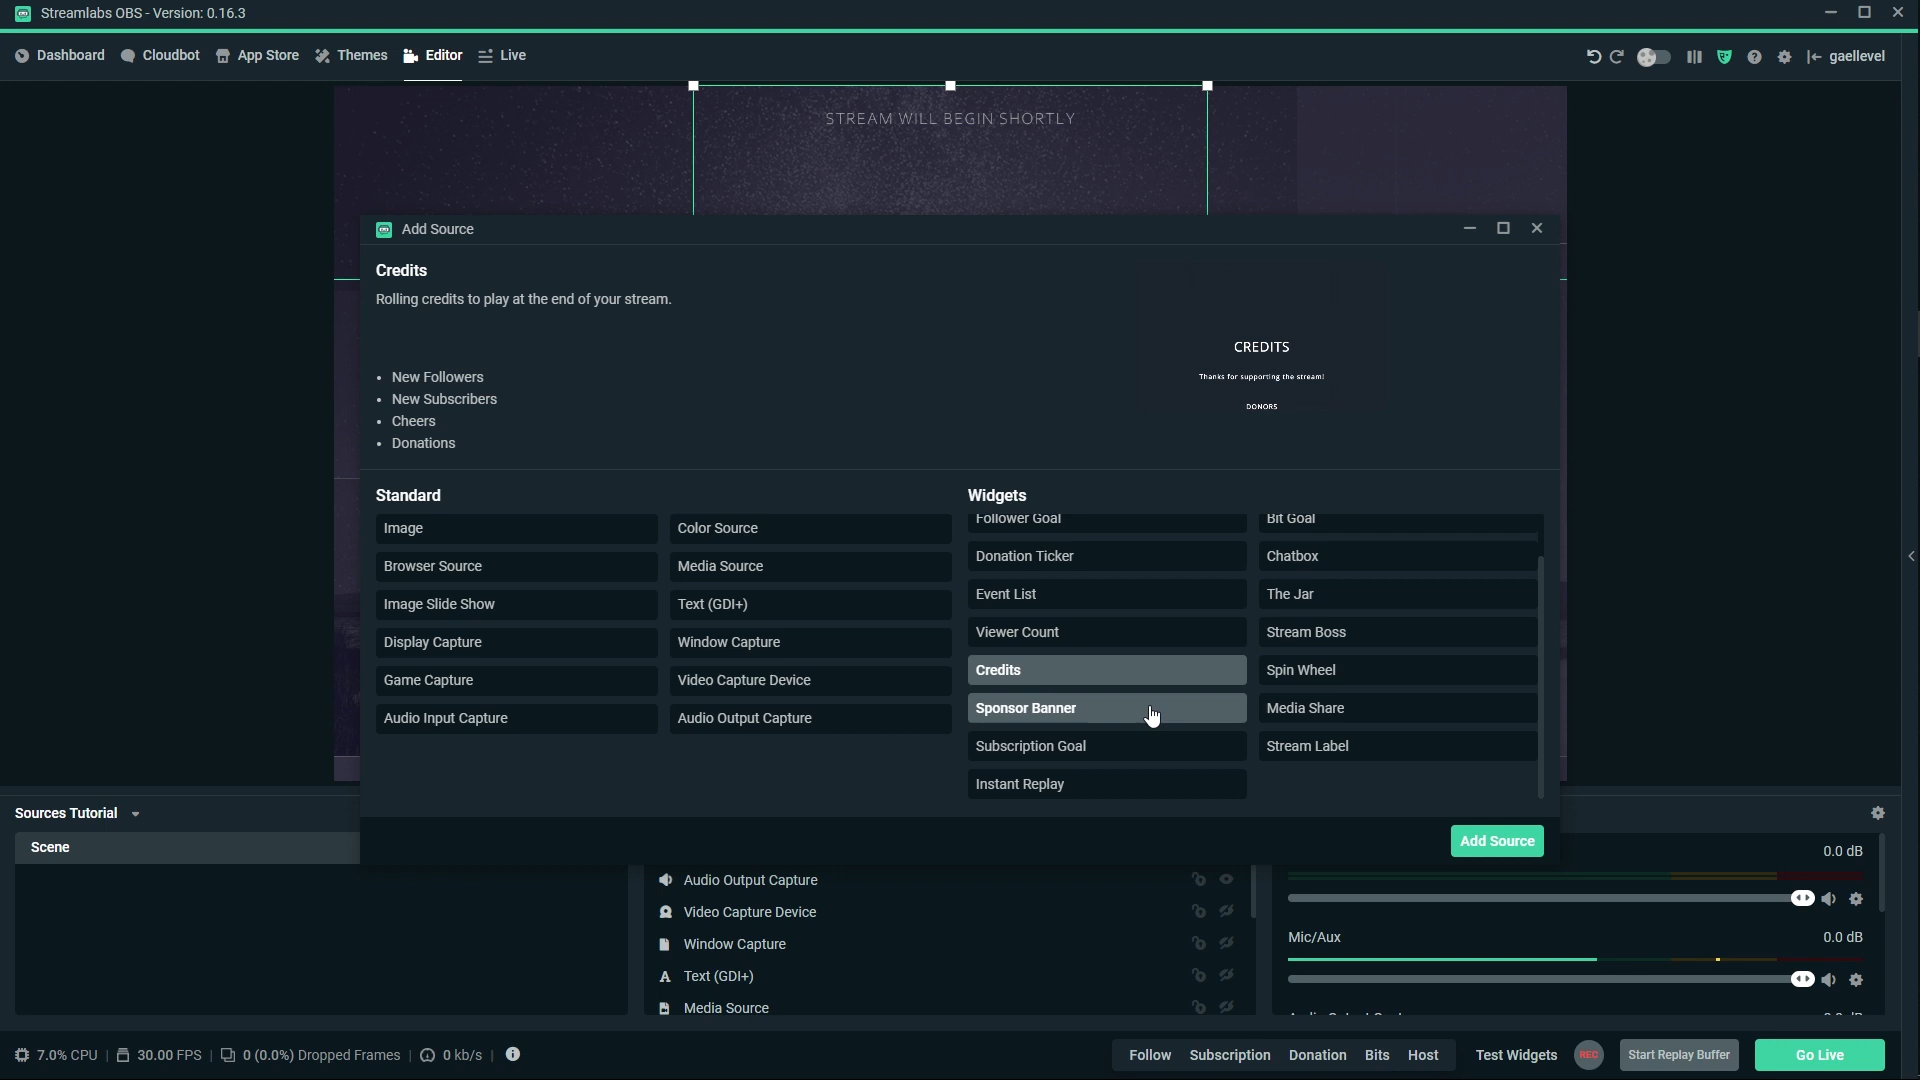 Streamlabs OBS - Version: 0.16.3
Dashboard Cloudbot App Store Themes Editor Live gaellevel
STREAM WILL BEGIN SHORTLY
Add Source
Credits
Rolling credits to play at the end of your stream.
CREDITS
Thanks for supporting the stream!
DONORS
• New Followers
• New Subscribers
• Cheers
• Donations
Standard
Image Color Source
Browser Source Media Source
Image Slide Show Text (GDI+)
Display Capture Window Capture
Game Capture Video Capture Device
Audio Input Capture Audio Output Capture
Widgets
Follower Goal Bit Goal
Donation Ticker Chatbox
Event List The Jar
Viewer Count Stream Boss
Credits Spin Wheel
Sponsor Banner Media Share
Subscription Goal Stream Label
Instant Replay
Add Source
Sources Tutorial
Scene
Audio Output Capture
Video Capture Device
Window Capture
Text (GDI+)
Media Source
0.0 dB
Mic/Aux 0.0 dB
7.0% CPU 30.00 FPS 0 (0.0%) Dropped Frames 0 kb/s
Follow Subscription Donation Bits Host Test Widgets REC Start Replay Buffer Go Live